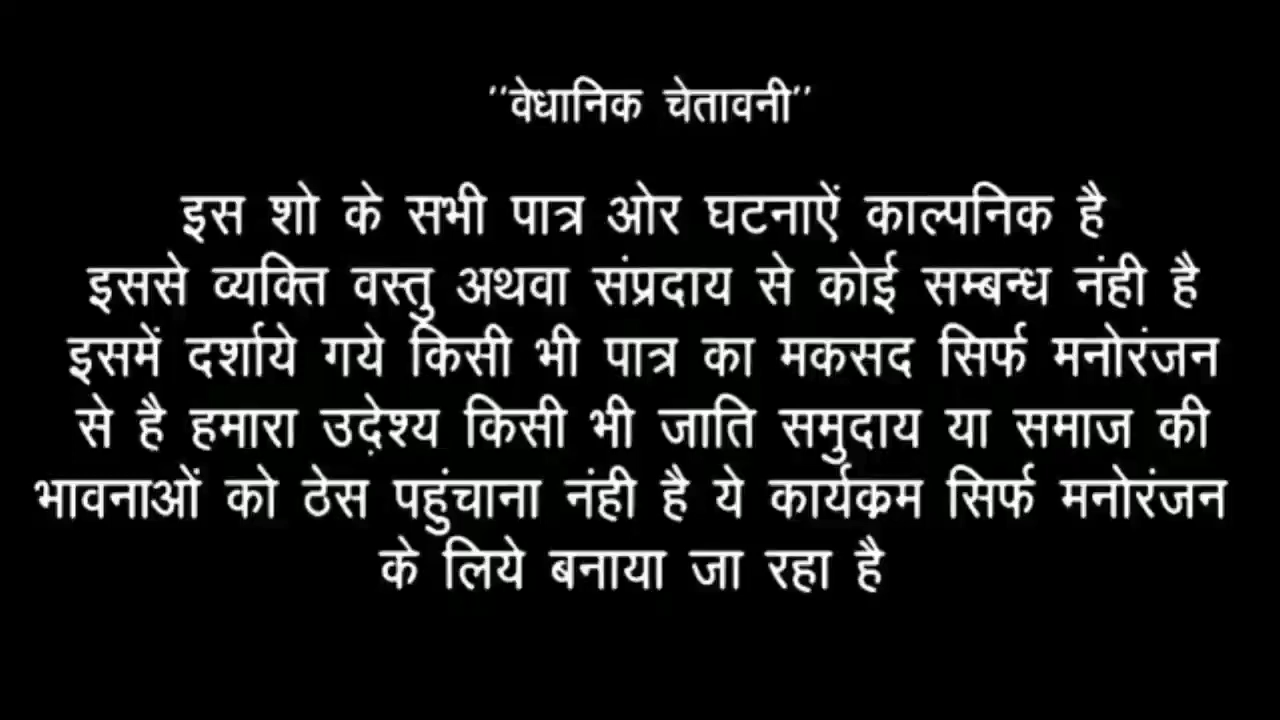 "वेधानिक चेतावनी"
इस शो के सभी पात्र ओर घटनाऐं काल्पनिक है
इससे व्यक्ति वस्तु अथवा संप्रदाय से कोई सम्बन्ध नंही है
इसमें दर्शाये गये किसी भी पात्र का मकसद सिर्फ मनोरंजन
से है हमारा उदे़श्य किसी भी जाति समुदाय या समाज की
भावनाओं को ठेस पहुंचाना नंही है ये कार्यक्रम सिर्फ मनोरंजन
के लिये बनाया जा रहा है